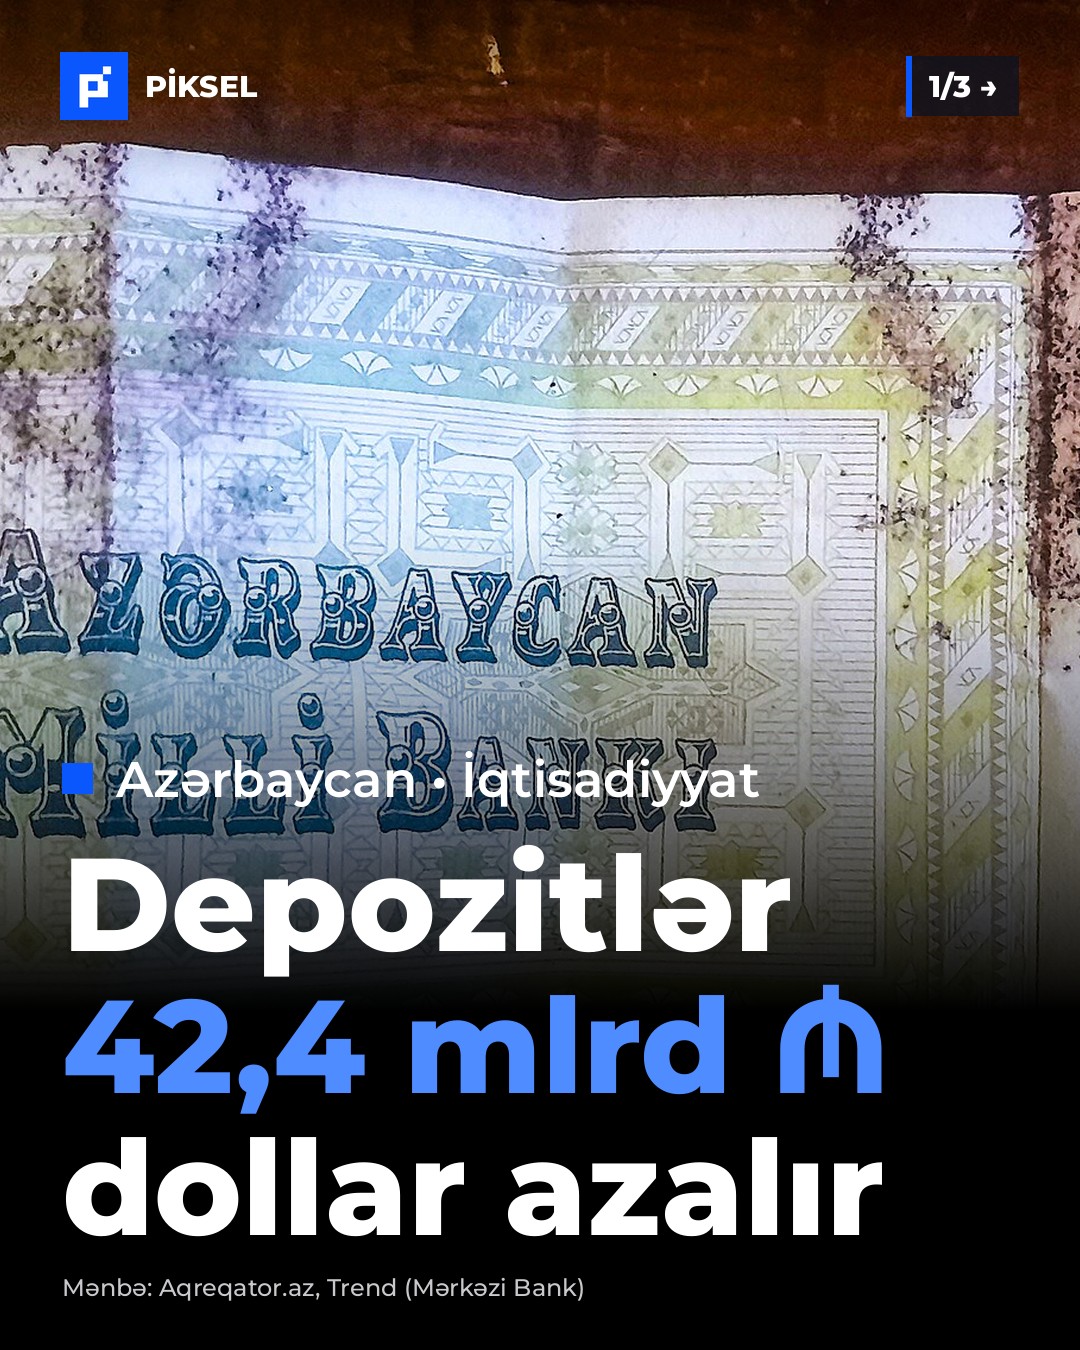 PİKSEL
1/3 →
AZƏRBAYCAN
MİLLİ BANKI
Azərbaycan • İqtisadiyyat
Depozitlər
42,4 mlrd ₼
dollar azalır
Mənbə: Aqreqator.az, Trend (Mərkəzi Bank)